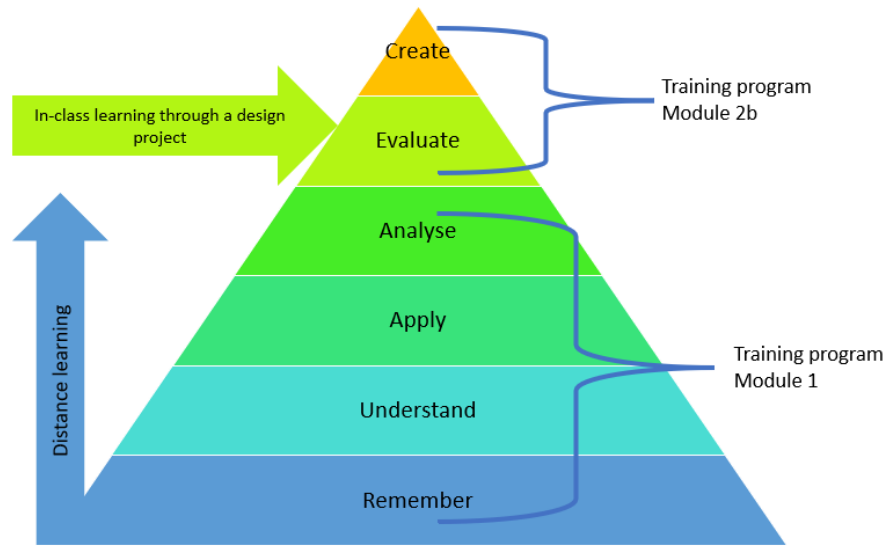 Create
Training program
Module 2b
In-class learning through a design
project
Evaluate
Analyse
Apply
Training program
Module 1
Distance learning
Understand
Remember